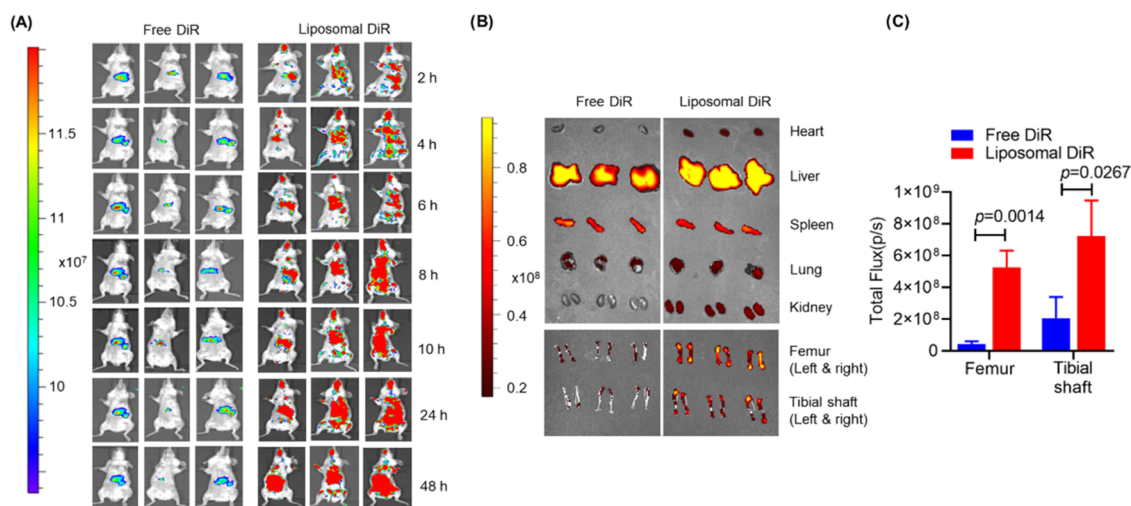 (A)
Free DiR
Liposomal DiR
11.5
11
x10⁷
10.5
10
2 h
4 h
6 h
8 h
10 h
24 h
48 h
(B)
Free DiR
Liposomal DiR
0.8
0.6
x10⁸
0.4
0.2
Heart
Liver
Spleen
Lung
Kidney
Femur
(Left & right)
Tibial shaft
(Left & right)
(C)
Free DiR
Liposomal DiR
p=0.0267
p=0.0014
Total Flux(p/s)
1×10⁹
8×10⁸
6×10⁸
4×10⁸
2×10⁸
0
Femur
Tibial
shaft